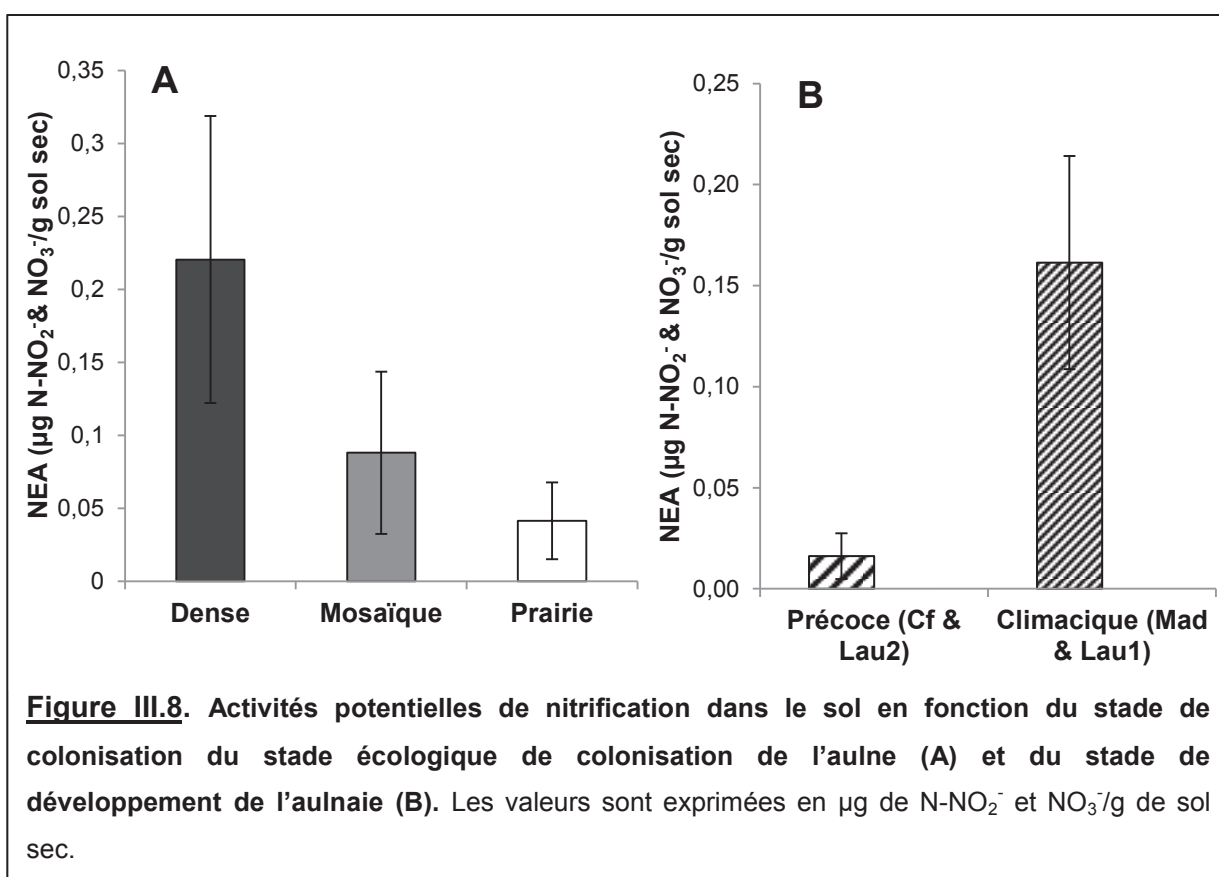 A
NEA (µg N-NO₂⁻& NO₃⁻/g sol sec)
0,35
0,3
0,25
0,2
0,15
0,1
0,05
0
Dense Mosaïque Prairie
B
NEA (µg N-NO₂⁻ & NO₃⁻/g sol sec)
0,25
0,20
0,15
0,10
0,05
0,00
Précoce (Cf & Lau2)
Climacique (Mad & Lau1)
Figure III.8. Activités potentielles de nitrification dans le sol en fonction du stade de
colonisation du stade écologique de colonisation de l’aulne (A) et du stade de
développement de l’aulnaie (B). Les valeurs sont exprimées en µg de N-NO₂⁻ et NO₃⁻/g de sol
sec.